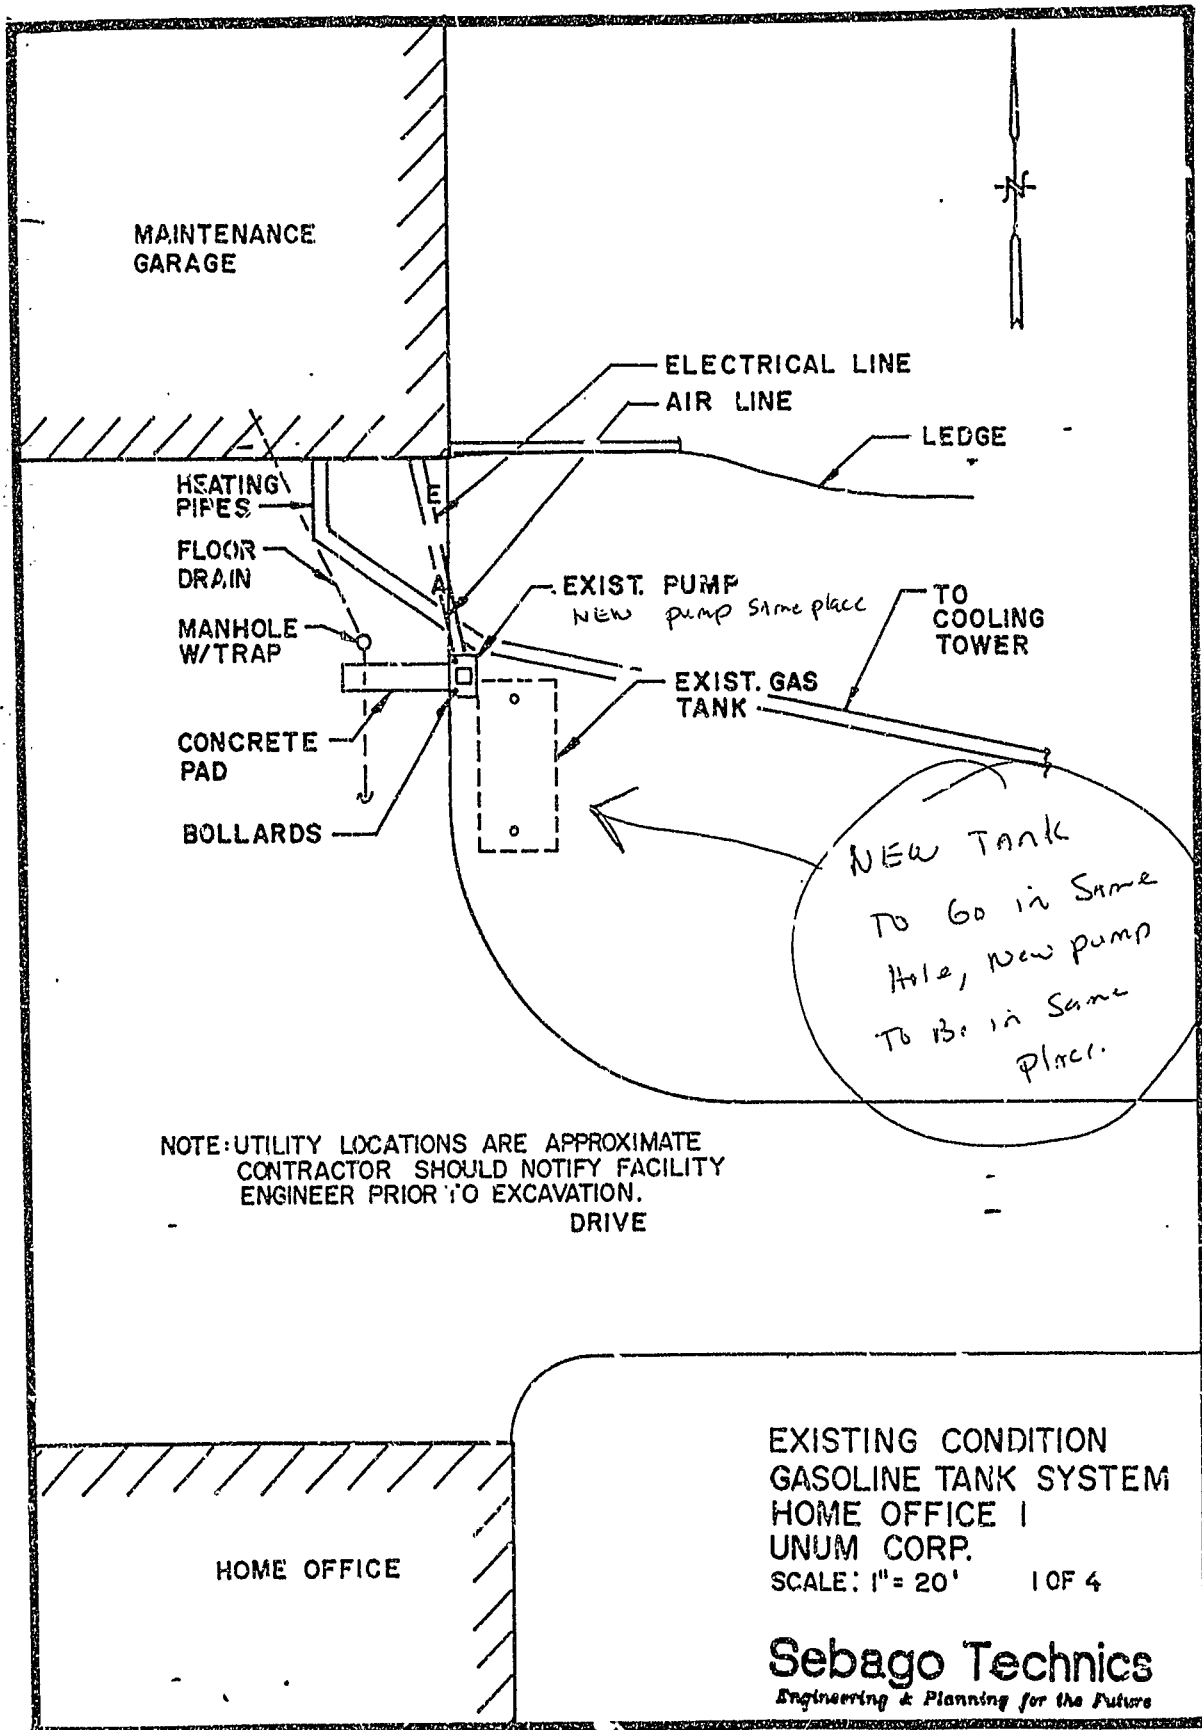 MAINTENANCE
GARAGE
ELECTRICAL LINE
AIR LINE
LEDGE
HEATING
PIPES
E
FLOOR
DRAIN
A
EXIST. PUMP
NEW pump Same place
TO
COOLING
TOWER
MANHOLE
W/TRAP
EXIST. GAS
TANK
CONCRETE
PAD
BOLLARDS
NEW TANK
TO GO in Same
Hole, New pump
To Be in Same
Place.
NOTE: UTILITY LOCATIONS ARE APPROXIMATE
CONTRACTOR SHOULD NOTIFY FACILITY
ENGINEER PRIOR TO EXCAVATION.
DRIVE
HOME OFFICE
EXISTING CONDITION
GASOLINE TANK SYSTEM
HOME OFFICE 1
UNUM CORP.
SCALE: 1"= 20' 1 OF 4
Sebago Technics
Engineering & Planning for the Future
N